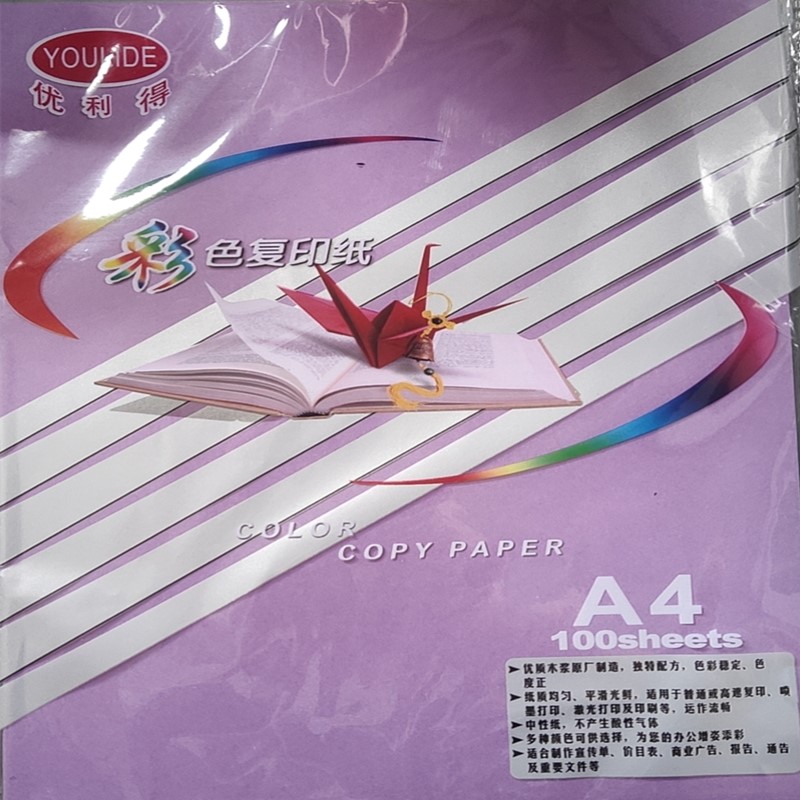 YOULIDE
优利得
彩色复印纸
COLOR
COPY PAPER
A4
100sheets
➤优质木浆原厂制造，独特配方，色彩稳定、色
度正
➤纸质均匀、平滑光鲜，适用于普通或高速复印、喷
墨打印、激光打印及印刷等，运作流畅
➤中性纸，不产生酸性气体
➤多种颜色可供选择，为您的办公增姿添彩
➤适合制作宣传单、价目表、商业广告、报告、通告
及重要文件等